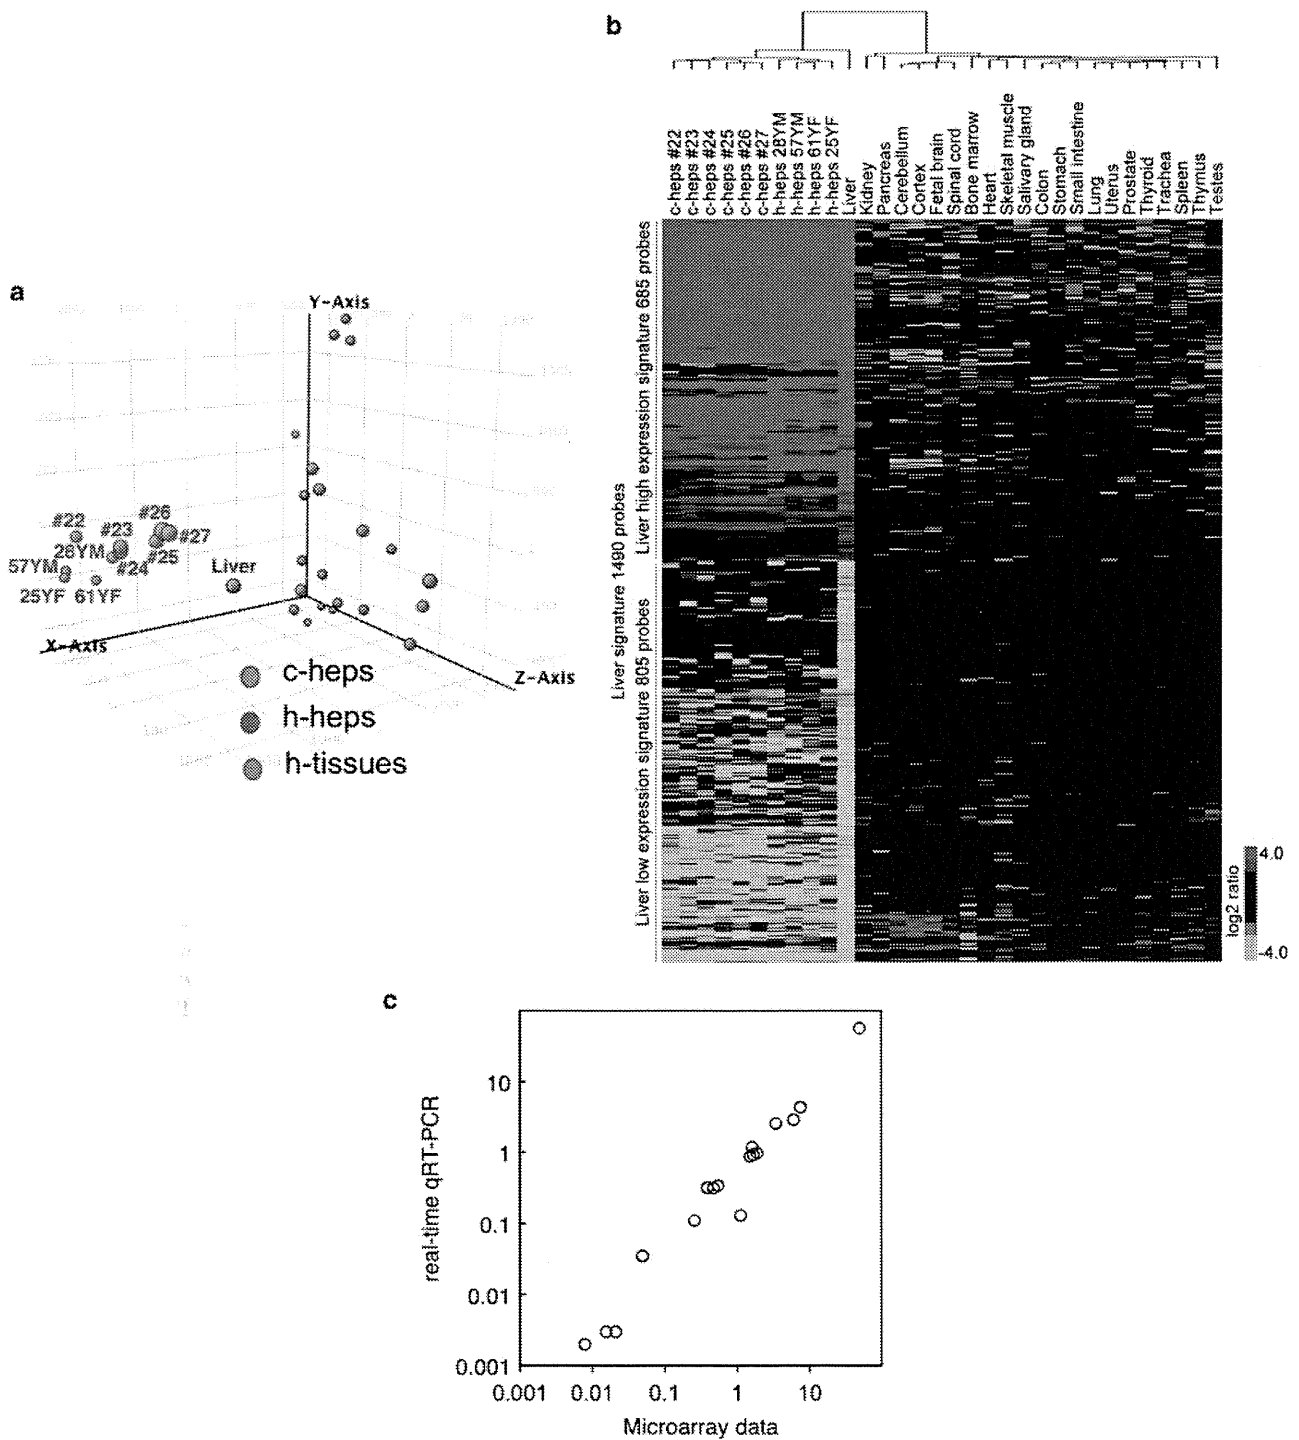 a
Y-Axis
#22
#23
#26
#27
28YM
#24
#25
57YM
25YF
61YF
Liver
X-Axis
Z-Axis
c-heps
h-heps
h-tissues
b
c-heps #22
c-heps #23
c-heps #24
c-heps #25
c-heps #26
c-heps #27
h-heps 28YM
h-heps 57YM
h-heps 61YF
h-heps 25YF
Liver
Kidney
Pancreas
Cerebellum
Cortex
Fetal brain
Spinal cord
Bone marrow
Heart
Skeletal muscle
Salivary gland
Colon
Stomach
Small intestine
Lung
Uterus
Prostate
Thyroid
Trachea
Spleen
Thymus
Testes
Liver signature 1490 probes
Liver high expression signature 685 probes
Liver low expression signature 805 probes
log2 ratio
4.0
-4.0
c
real-time qRT-PCR
10
1
0.1
0.01
0.001
0.001 0.01 0.1 1 10
Microarray data